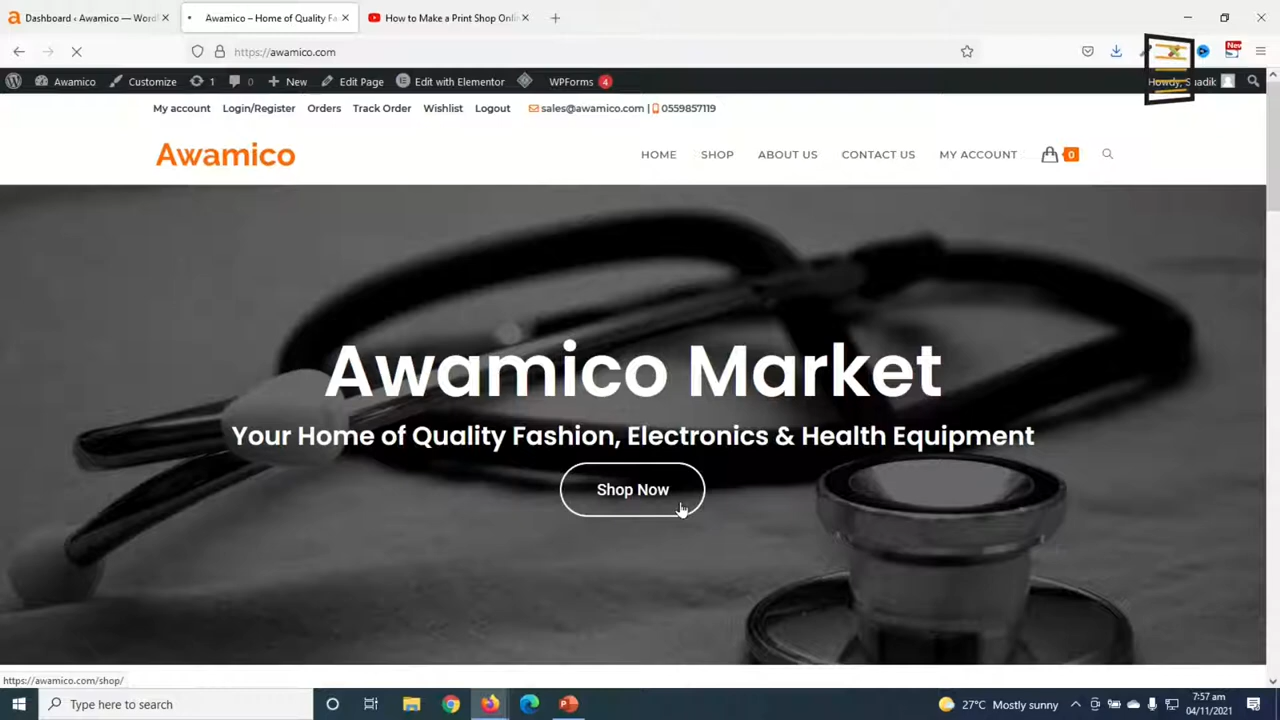 Dashboard ‹ Awamico — Word
Awamico – Home of Quality Fa
How to Make a Print Shop Onlin
https://awamico.com
New
Awamico
Customize
1
New
Edit Page
Edit with Elementor
WPForms 4
Howdy, Suadik
My account
Login/Register
Orders
Track Order
Wishlist
Logout
sales@awamico.com | 0559857119
Awamico
HOME
SHOP
ABOUT US
CONTACT US
MY ACCOUNT
0
Awamico Market
Your Home of Quality Fashion, Electronics & Health Equipment
Shop Now
https://awamico.com/shop/
Type here to search
27°C Mostly sunny
7:57 am
04/11/2021